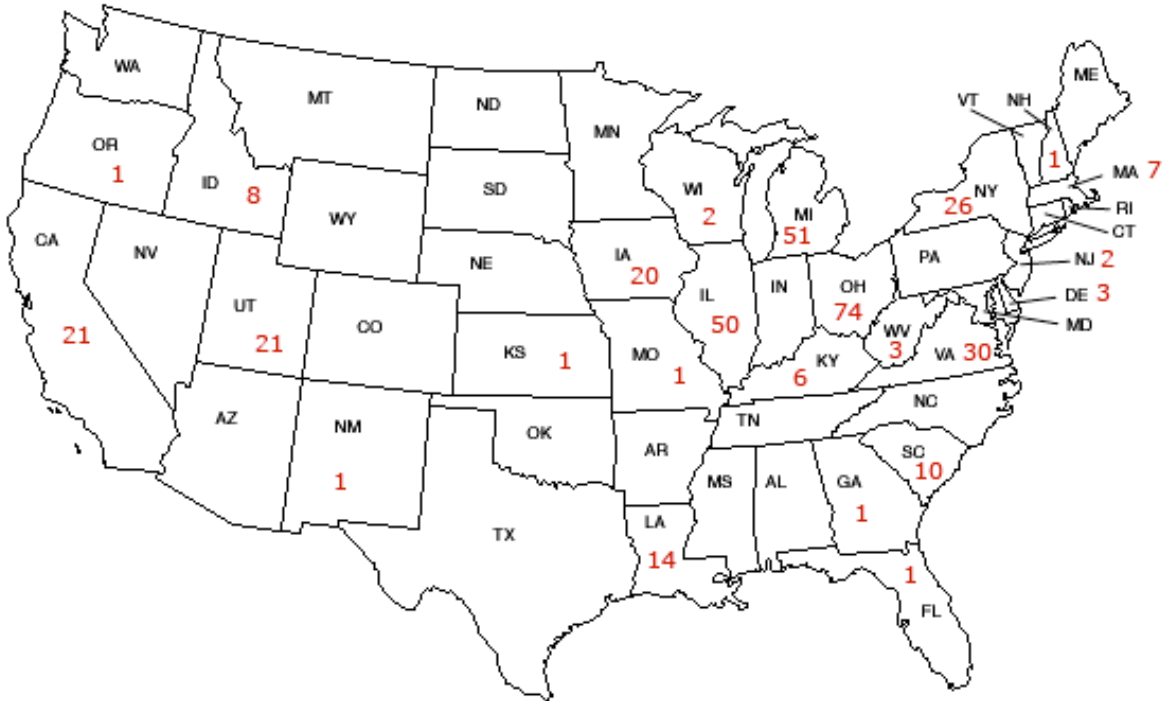 WA
MT
ND
MN
ME
VT
NH
OR
1
ID
8
SD
WI
2
MI
51
NY
26
1
MA 7
RI
CT
WY
CA
NV
NE
IA
20
PA
NJ 2
IL
50
IN
OH
74
DE 3
MD
UT
21
CO
21
KS 1
MO
1
KY
6
WV
3
VA 30
AZ
NM
1
OK
AR
TN
NC
SC
10
MS
AL
GA
1
TX
LA
14
1
FL